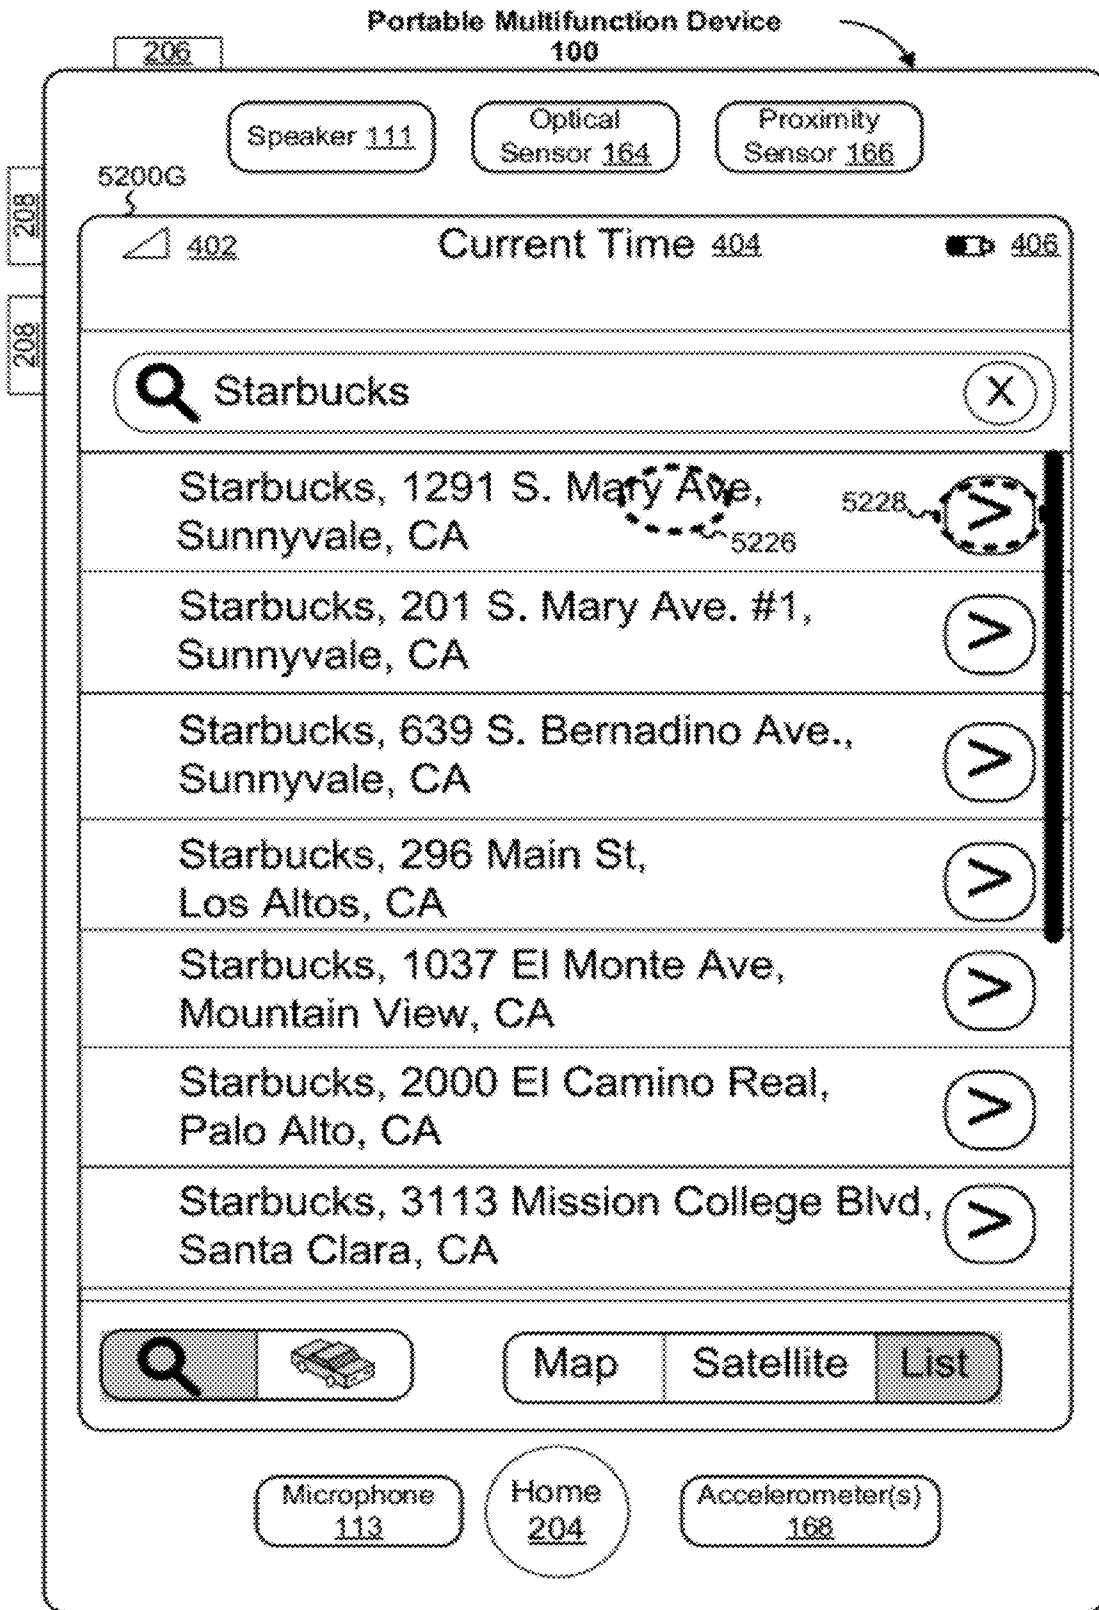 Portable Multifunction Device
100
206
Speaker 111
Optical
Sensor 164
Proximity
Sensor 166
5200G
208
208
402
Current Time 404
406
Starbucks
X
Starbucks, 1291 S. Mary Ave,
Sunnyvale, CA
5226
5228
>
Starbucks, 201 S. Mary Ave. #1,
Sunnyvale, CA
>
Starbucks, 639 S. Bernadino Ave.,
Sunnyvale, CA
>
Starbucks, 296 Main St,
Los Altos, CA
>
Starbucks, 1037 El Monte Ave,
Mountain View, CA
>
Starbucks, 2000 El Camino Real,
Palo Alto, CA
>
Starbucks, 3113 Mission College Blvd,
Santa Clara, CA
>
Map
Satellite
List
Microphone
113
Home
204
Accelerometer(s)
168